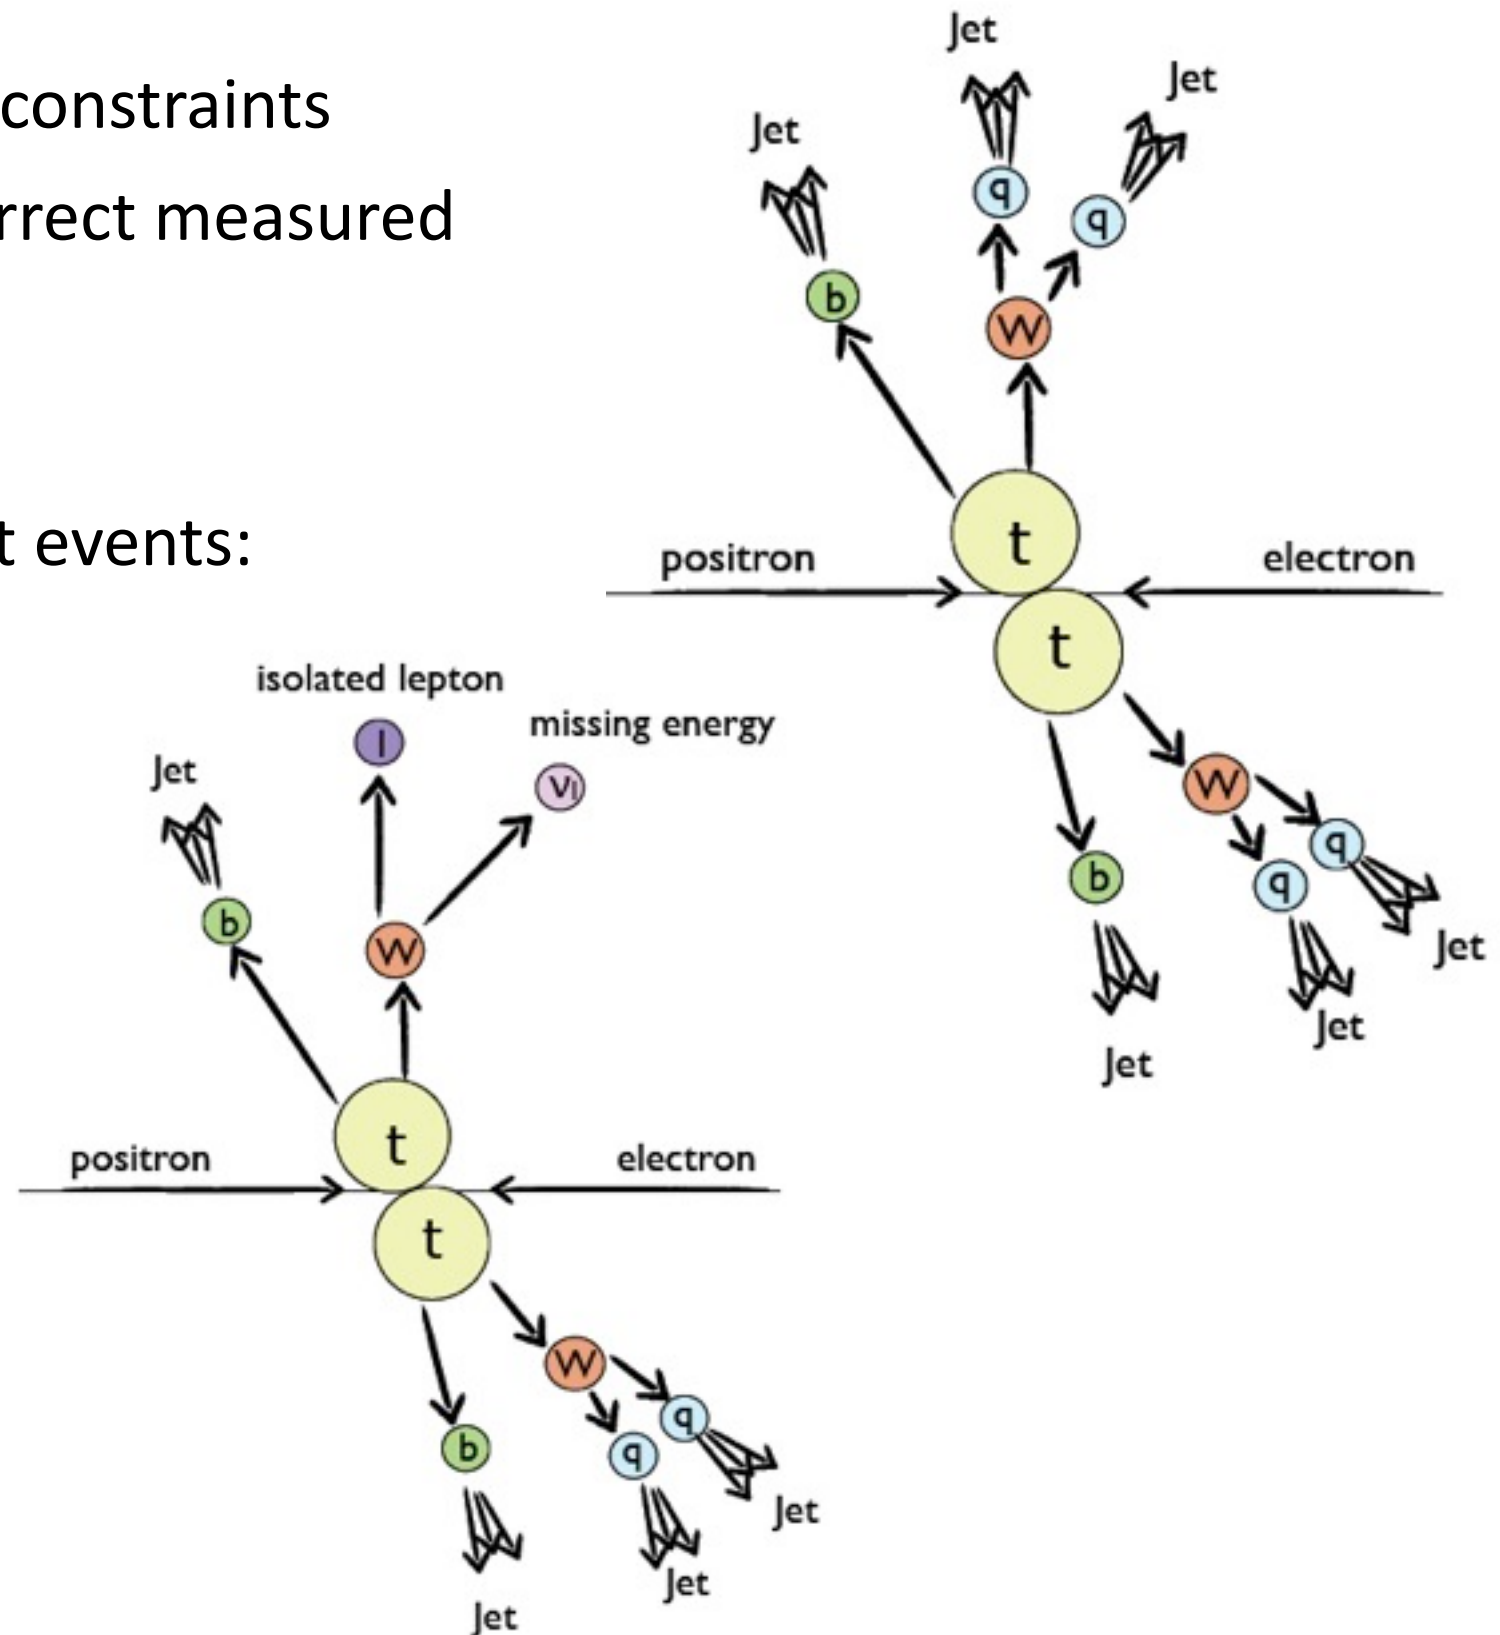 constraints
rrect measured
t events:
Jet
Jet
Jet
q
q
b
W
t
positron
electron
t
W
q
b
q
Jet
Jet
Jet
isolated lepton
missing energy
l
νl
Jet
b
W
t
positron
electron
t
W
q
b
q
Jet
Jet
Jet